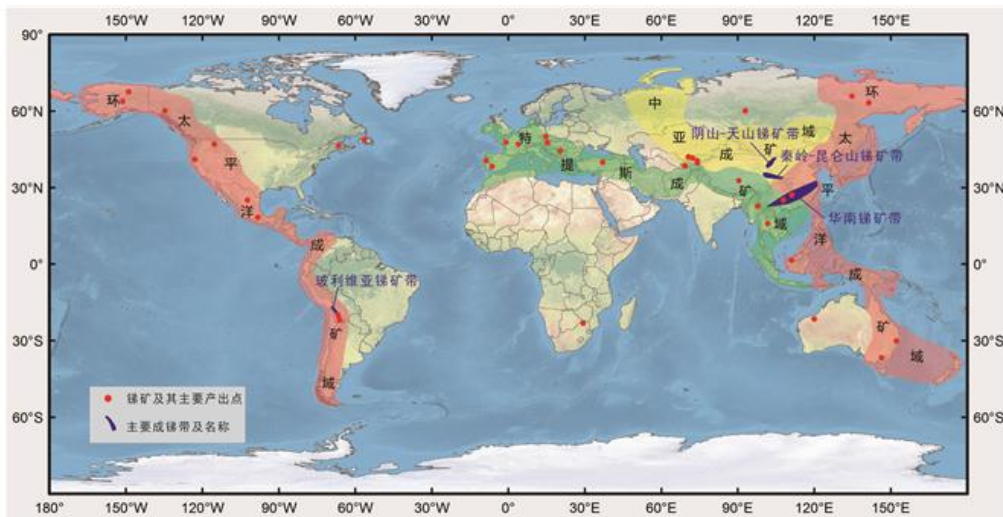 150°W 120°W 90°W 60°W 30°W 0° 30°E 60°E 90°E 120°E 150°E
90°
60°N 60°N
30°N 30°N
0° 0°
30°S 30°S
60°S 60°S
180° 150°W 120°W 90°W 60°W 30°W 0° 30°E 60°E 90°E 120°E 150°E
环太平洋成矿域
特提斯成矿域
中亚成矿域
环太平洋成矿域
阴山-天山锑矿带
秦岭-昆仑山锑矿带
华南锑矿带
玻利维亚锑矿带
锑矿及其主要产出点
主要成锑带及名称